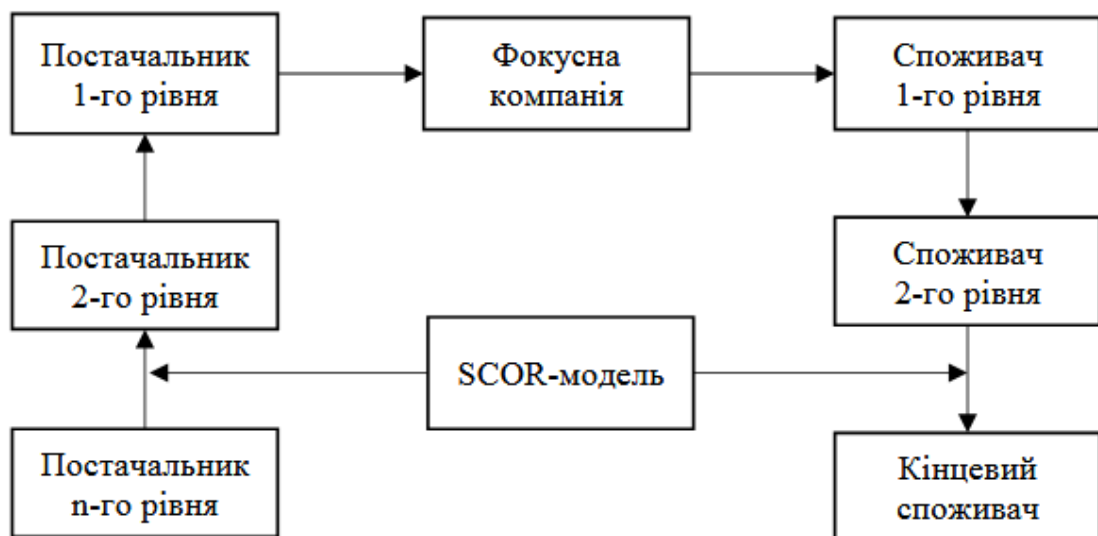 Постачальник
1-го рівня
Фокусна
компанія
Споживач
1-го рівня
Постачальник
2-го рівня
Споживач
2-го рівня
SCOR-модель
Постачальник
n-го рівня
Кінцевий
споживач